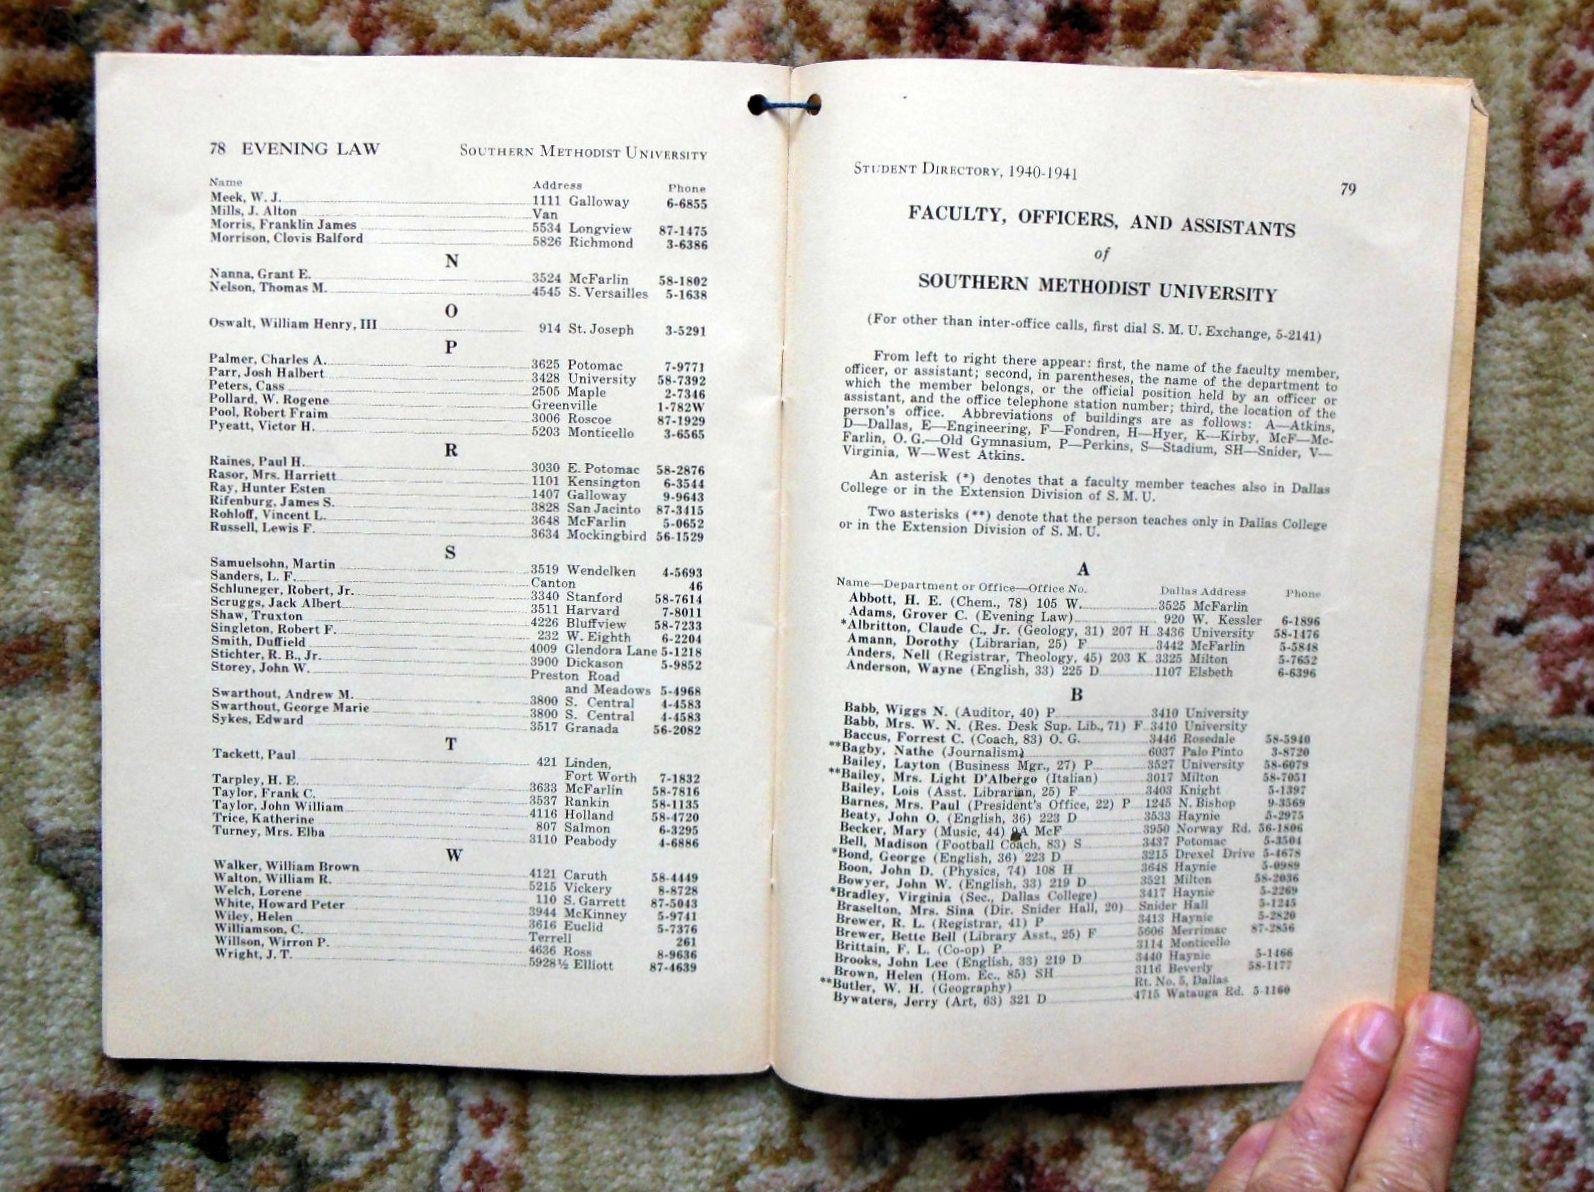 78 EVENING LAW SOUTHERN METHODIST UNIVERSITY
Name Address Phone
Meek, W. J. 1111 Galloway 6-6855
Mills, J. Alton Van
Morris, Franklin James 5534 Longview 87-1475
Morrison, Clovis Balford 5826 Richmond 3-6386
N
Nanna, Grant E. 3524 McFarlin 58-1802
Nelson, Thomas M. 4545 S. Versailles 5-1638
O
Oswalt, William Henry, III 914 St. Joseph 3-5291
P
Palmer, Charles A. 3625 Potomac 7-9771
Parr, Josh Halbert 3428 University 58-7392
Peters, Cass 2505 Maple 2-7346
Pollard, W. Rogene Greenville 1-782W
Pool, Robert Fraim 3006 Roscoe 87-1929
Pyeatt, Victor H. 5203 Monticello 3-6565
R
Raines, Paul H. 3030 E. Potomac 58-2876
Rasor, Mrs. Harriett 1101 Kensington 6-3544
Ray, Hunter Esten 1407 Galloway 9-9643
Rifenburg, James S. 3828 San Jacinto 87-3415
Rohloff, Vincent L. 3648 McFarlin 5-0652
Russell, Lewis F. 3634 Mockingbird 56-1529
S
Samuelsohn, Martin 3519 Wendelken 4-5693
Sanders, L. F. Canton 46
Schluneger, Robert, Jr. 3340 Stanford 58-7614
Scruggs, Jack Albert 3511 Harvard 7-8011
Shaw, Truxton 4226 Bluffview 58-7233
Singleton, Robert F. 232 W. Eighth 6-2204
Smith, Duffield 4009 Glendora Lane 5-1218
Stichter, R. B., Jr. 3900 Dickason 5-9852
Storey, John W. Preston Road
and Meadows 5-4968
Swarthout, Andrew M. 3800 S. Central 4-4583
Swarthout, George Marie 3800 S. Central 4-4583
Sykes, Edward 3517 Granada 56-2082
T
Tackett, Paul 421 Linden,
Fort Worth 7-1832
Tarpley, H. E. 3633 McFarlin 58-7816
Taylor, Frank C. 3537 Rankin 58-1135
Taylor, John William 4116 Holland 58-4720
Trice, Katherine 807 Salmon 6-3295
Turney, Mrs. Elba 3110 Peabody 4-6886
W
Walker, William Brown 4121 Caruth 58-4449
Walton, William R. 5215 Vickery 8-8728
Welch, Lorene 110 S. Garrett 87-5043
White, Howard Peter 3944 McKinney 5-9741
Wiley, Helen 3616 Euclid 5-7376
Williamson, C. Terrell 261
Willson, Wirron P. 4636 Ross 8-9636
Wright, J. T. 5928½ Elliott 87-4639
STUDENT DIRECTORY, 1940-1941 79
FACULTY, OFFICERS, AND ASSISTANTS
of
SOUTHERN METHODIST UNIVERSITY
(For other than inter-office calls, first dial S. M. U. Exchange, 5-2141)
From left to right there appear: first, the name of the faculty member,
officer, or assistant; second, in parentheses, the name of the department to
which the member belongs, or the official position held by an officer or
assistant, and the office telephone station number; third, the location of the
person's office. Abbreviations of buildings are as follows: A—Atkins,
D—Dallas, E—Engineering, F—Fondren, H—Hyer, K—Kirby, McF—Mc-
Farlin, O. G.—Old Gymnasium, P—Perkins, S—Stadium, SH—Snider, V—
Virginia, W—West Atkins.
An asterisk (*) denotes that a faculty member teaches also in Dallas
College or in the Extension Division of S. M. U.
Two asterisks (**) denote that the person teaches only in Dallas College
or in the Extension Division of S. M. U.
A
Name—Department or Office—Office No. Dallas Address Phone
Abbott, H. E. (Chem., 78) 105 W. 3525 McFarlin
Adams, Grover C. (Evening Law) 920 W. Kessler 6-1896
*Albritton, Claude C., Jr. (Geology, 31) 207 H 3436 University 58-1476
Amann, Dorothy (Librarian, 25) F 3442 McFarlin 5-5848
Anders, Nell (Registrar, Theology, 45) 203 K 3325 Milton 5-7652
Anderson, Wayne (English, 33) 225 D 1107 Elsbeth 6-6396
B
Babb, Wiggs N. (Auditor, 40) P 3410 University
Babb, Mrs. W. N. (Res. Desk Sup. Lib., 71) F 3410 University
Baccus, Forrest C. (Coach, 83) O. G. 3446 Rosedale 58-5940
**Bagby, Nathe (Journalism) 6037 Palo Pinto 3-8720
Bailey, Layton (Business Mgr., 27) P 3527 University 58-6079
**Bailey, Mrs. Light D'Albergo (Italian) 3017 Milton 58-7051
Bailey, Lois (Asst. Librarian, 25) F 3403 Knight 5-1397
Barnes, Mrs. Paul (President's Office, 22) P 1245 N. Bishop 9-3569
Beaty, John O. (English, 36) 223 D 3533 Haynie 5-2975
Becker, Mary (Music, 44) A McF 3950 Norway Rd. 56-1806
Bell, Madison (Football Coach, 83) S 3437 Potomac 5-3504
*Bond, George (English, 36) 223 D 3215 Drexel Drive 5-4678
Boon, John D. (Physics, 74) 108 H 3648 Haynie 5-0989
Bowyer, John W. (English, 33) 219 D 3521 Milton 58-2036
*Bradley, Virginia (Sec., Dallas College) 3417 Haynie 5-2269
Braselton, Mrs. Sina (Dir. Snider Hall, 20) Snider Hall 5-1245
Brewer, R. L. (Registrar, 41) P 3413 Haynie 5-2820
Brewer, Bette Bell (Library Asst., 25) F 5606 Merrimac 87-2856
Brittain, F. L. (Co-op) P 3114 Monticello
Brooks, John Lee (English, 33) 219 D 3440 Haynie 5-1466
Brown, Helen (Hom. Ec., 85) SH 3116 Beverly 58-1177
**Butler, W. H. (Geography) Rt. No. 5, Dallas
Bywaters, Jerry (Art, 63) 321 D 4715 Watauga Rd. 5-1160